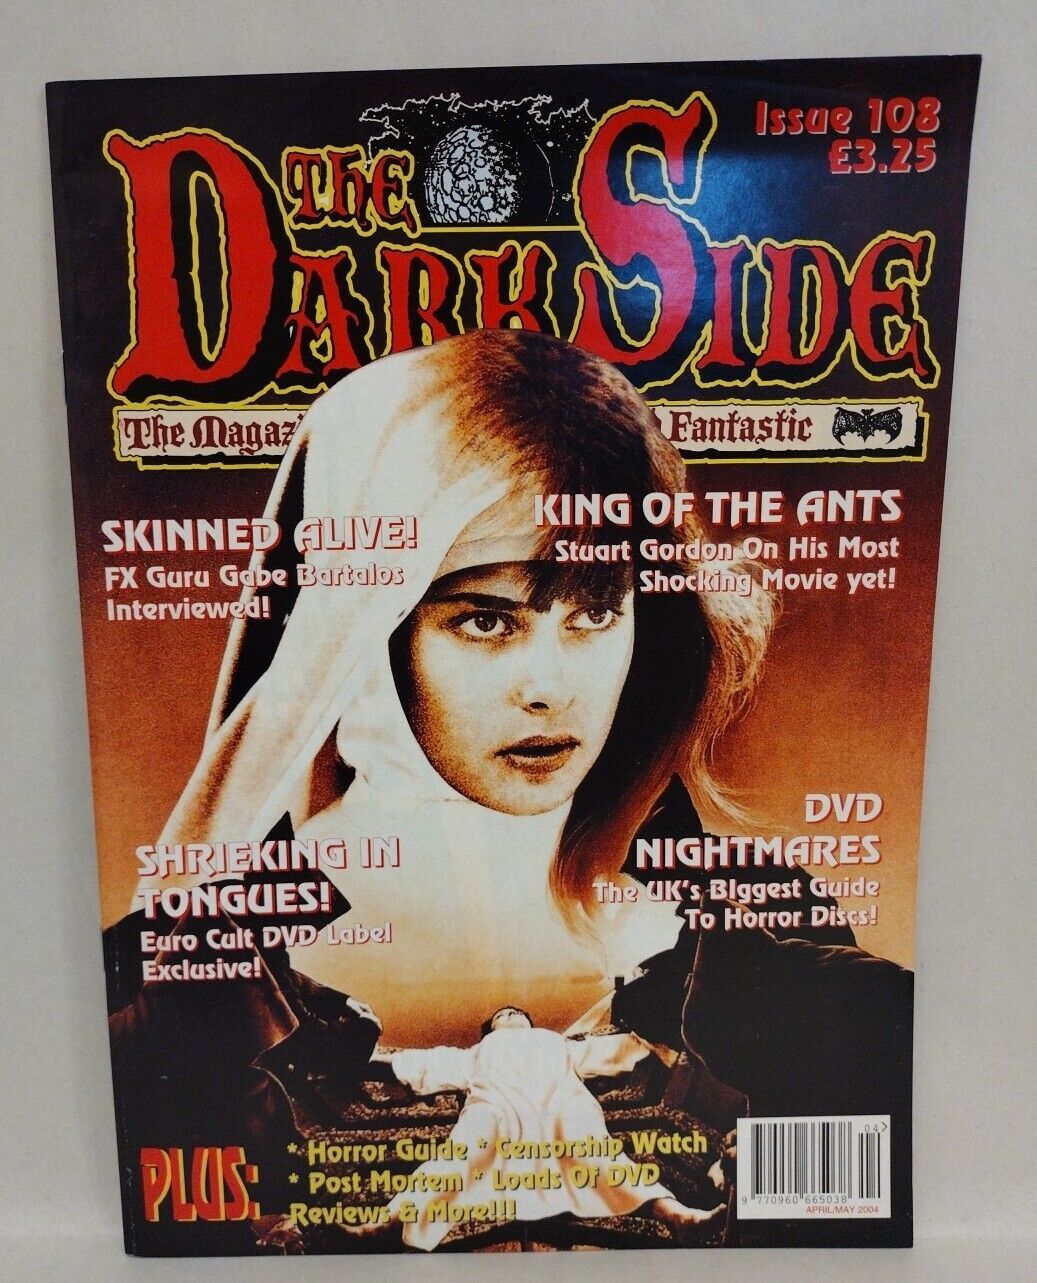 Issue 108
£3.25
The
Dark Side
The Magazi Fantastic
SKINNED ALIVE!
FX Guru Gabe Bartalos
Interviewed!
KING OF THE ANTS
Stuart Gordon On His Most
Shocking Movie yet!
SHRIEKING IN
TONGUES!
Euro Cult DVD Label
Exclusive!
DVD
NIGHTMARES
The UK's BIggest Guide
To Horror Discs!
PLUS:
* Horror Guide * Censorship Watch
* Post Mortem * Loads Of DVD
Reviews & More!!!
04>
9 770960 665038
APRIL/MAY 2004